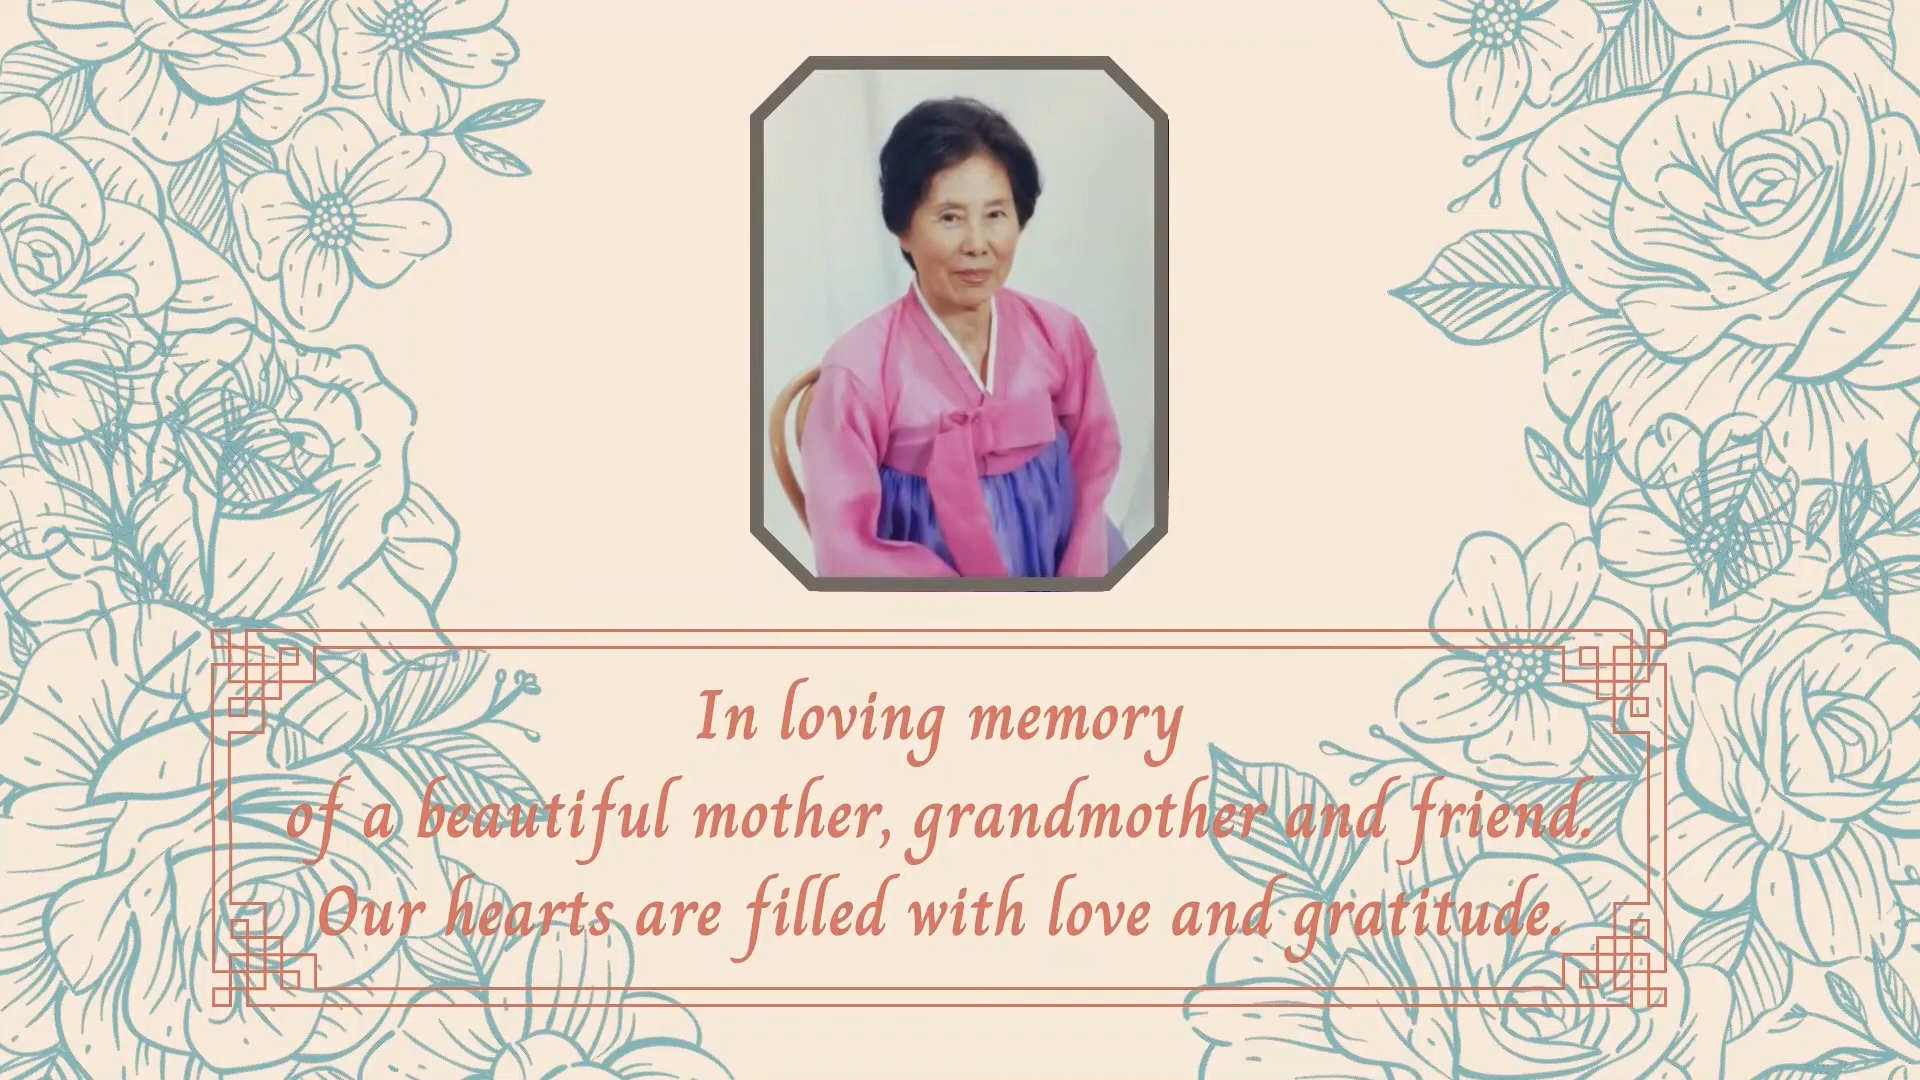 In loving memory
of a beautiful mother, grandmother and friend.
Our hearts are filled with love and gratitude.